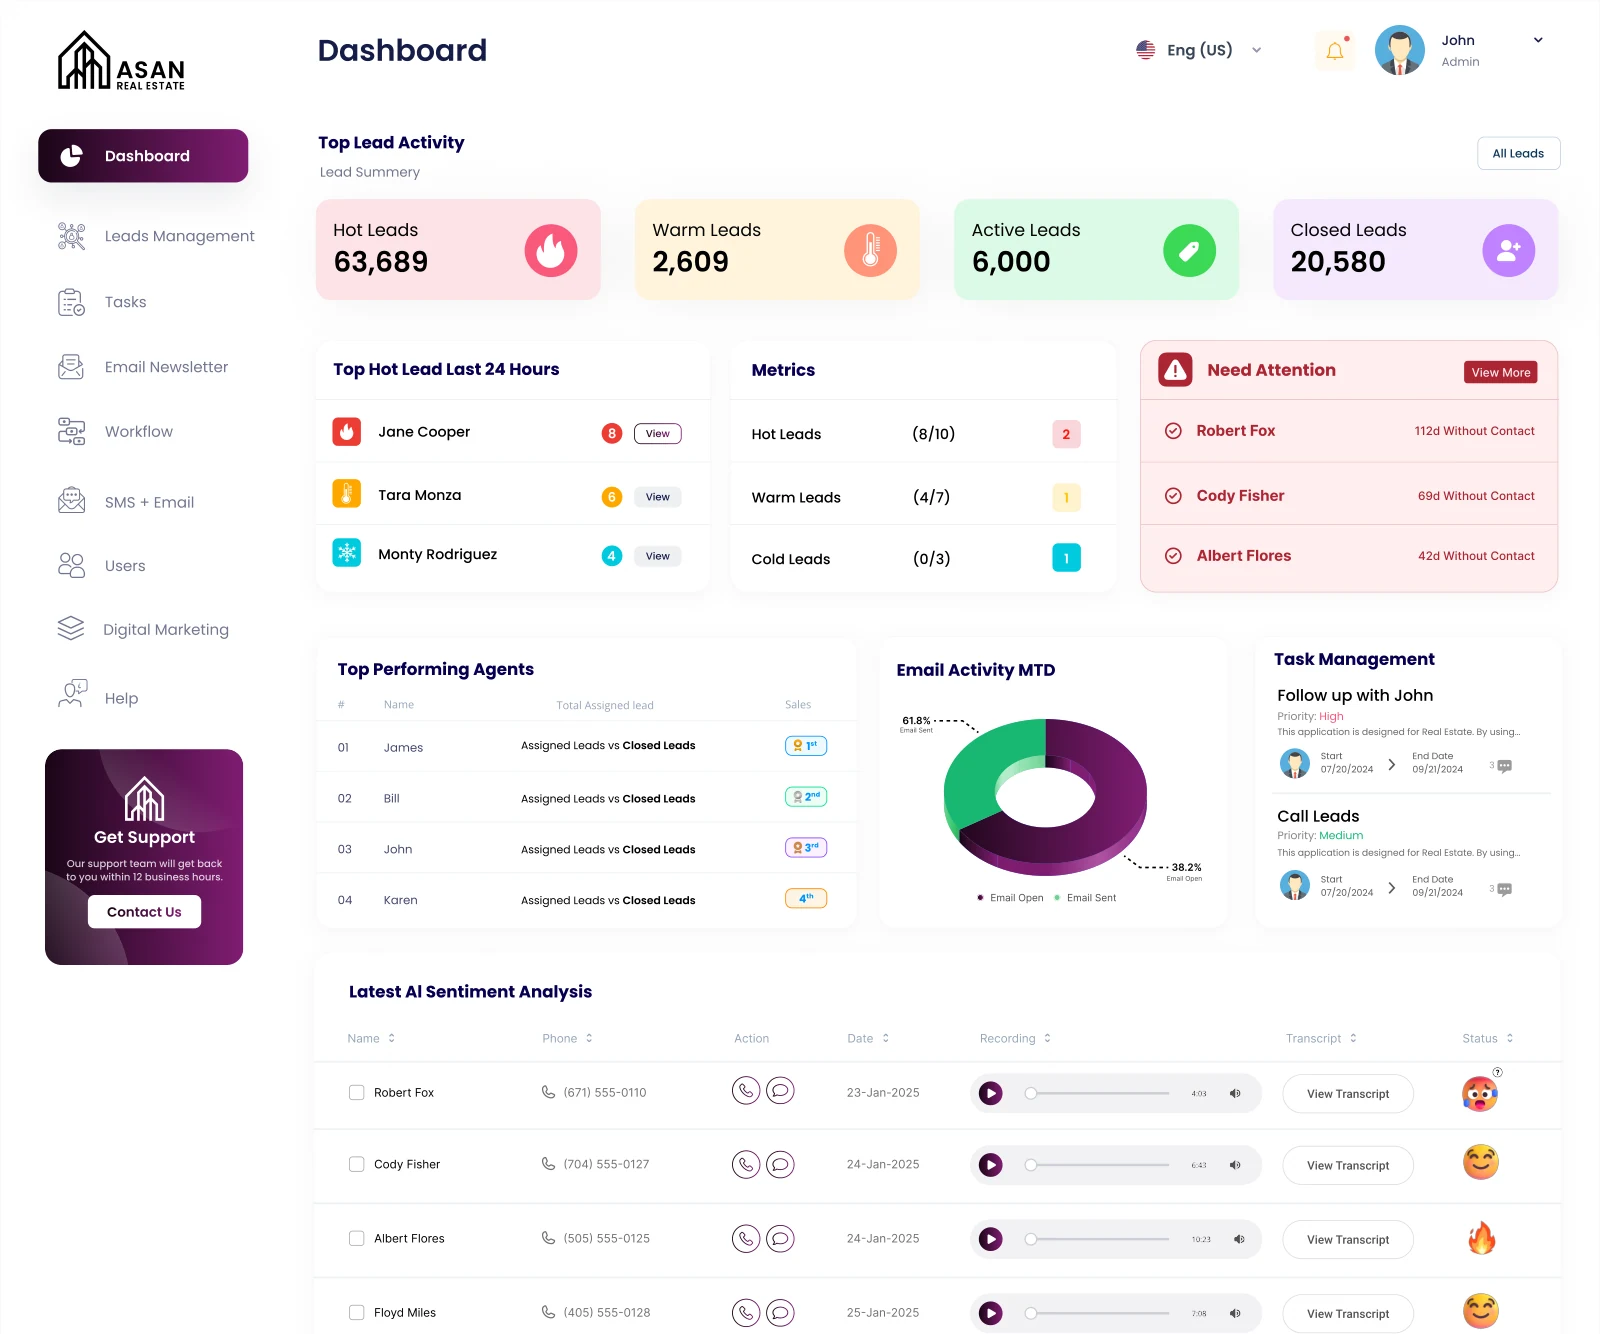 ASAN
REAL ESTATE
Dashboard
Eng (US)
John
Admin
Dashboard
Leads Management
Tasks
Email Newsletter
Workflow
SMS + Email
Users
Digital Marketing
Help
Get Support
Our support team will get back
to you within 12 business hours.
Contact Us
Top Lead Activity
Lead Summery
All Leads
Hot Leads
63,689
Warm Leads
2,609
Active Leads
6,000
Closed Leads
20,580
Top Hot Lead Last 24 Hours
Jane Cooper 8 View
Tara Monza 6 View
Monty Rodriguez 4 View
Metrics
Hot Leads (8/10) 2
Warm Leads (4/7) 1
Cold Leads (0/3) 1
Need Attention View More
Robert Fox 112d Without Contact
Cody Fisher 69d Without Contact
Albert Flores 42d Without Contact
Top Performing Agents
# Name Total Assigned lead Sales
01 James Assigned Leads vs Closed Leads 1st
02 Bill Assigned Leads vs Closed Leads 2nd
03 John Assigned Leads vs Closed Leads 3rd
04 Karen Assigned Leads vs Closed Leads 4th
Email Activity MTD
61.8%
Email Sent
38.2%
Email Open
Email Open Email Sent
Task Management
Follow up with John
Priority: High
This application is designed for Real Estate. By using...
Start End Date
07/20/2024 09/21/2024 3
Call Leads
Priority: Medium
This application is designed for Real Estate. By using...
Start End Date
07/20/2024 09/21/2024 3
Latest AI Sentiment Analysis
Name Phone Action Date Recording Transcript Status
Robert Fox (671) 555-0110 23-Jan-2025 4:03 View Transcript ?
Cody Fisher (704) 555-0127 24-Jan-2025 6:43 View Transcript
Albert Flores (505) 555-0125 24-Jan-2025 10:23 View Transcript
Floyd Miles (405) 555-0128 25-Jan-2025 7:08 View Transcript